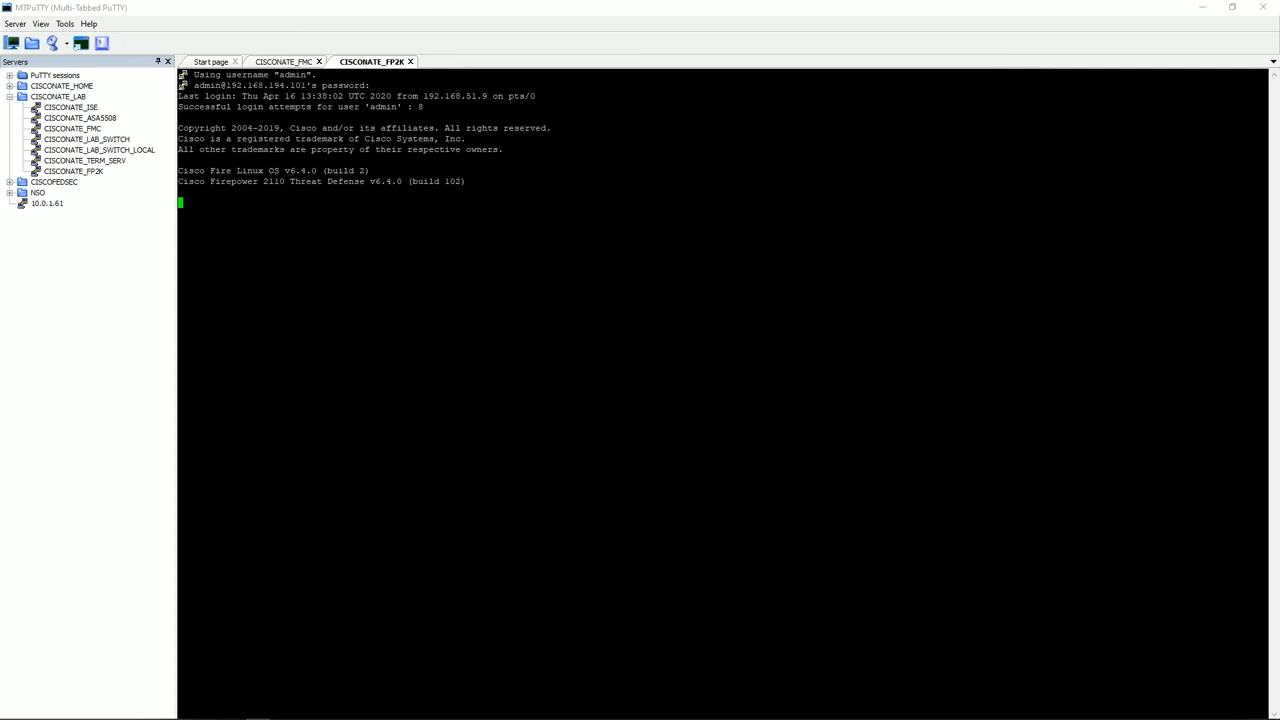 MTPuTTY (Multi-Tabbed PuTTY)
Server View Tools Help
Servers
Start page CISCONATE_FMC CISCONATE_FP2K
PuTTY sessions
CISCONATE_HOME
CISCONATE_LAB
CISCONATE_ISE
CISCONATE_ASA5508
CISCONATE_FMC
CISCONATE_LAB_SWITCH
CISCONATE_LAB_SWITCH_LOCAL
CISCONATE_TERM_SERV
CISCONATE_FP2K
CISCOFEDSEC
NSO
10.0.1.61
Using username "admin".
admin@192.168.194.101's password:
Last login: Thu Apr 16 13:38:02 UTC 2020 from 192.168.51.9 on pts/0
Successful login attempts for user 'admin' : 8
Copyright 2004-2019, Cisco and/or its affiliates. All rights reserved.
Cisco is a registered trademark of Cisco Systems, Inc.
All other trademarks are property of their respective owners.
Cisco Fire Linux OS v6.4.0 (build 2)
Cisco Firepower 2110 Threat Defense v6.4.0 (build 102)